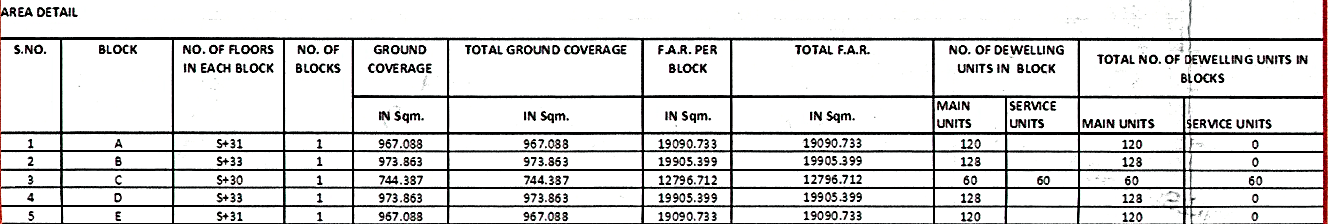 AREA DETAIL
S.NO. BLOCK NO. OF FLOORS IN EACH BLOCK NO. OF BLOCKS GROUND COVERAGE TOTAL GROUND COVERAGE F.A.R. PER BLOCK TOTAL F.A.R. NO. OF DEWELLING UNITS IN BLOCK TOTAL NO. OF DEWELLING UNITS IN BLOCKS
IN Sqm. IN Sqm. IN Sqm. IN Sqm. MAIN UNITS SERVICE UNITS MAIN UNITS SERVICE UNITS
1 A S+31 1 967.088 967.088 19090.733 19090.733 120 120 0
2 B S+33 1 973.863 973.863 19905.399 19905.399 128 128 0
3 C S+30 1 744.387 744.387 12796.712 12796.712 60 60 60 60
4 D S+33 1 973.863 973.863 19905.399 19905.399 128 128 0
5 E S+31 1 967.088 967.088 19090.733 19090.733 120 120 0